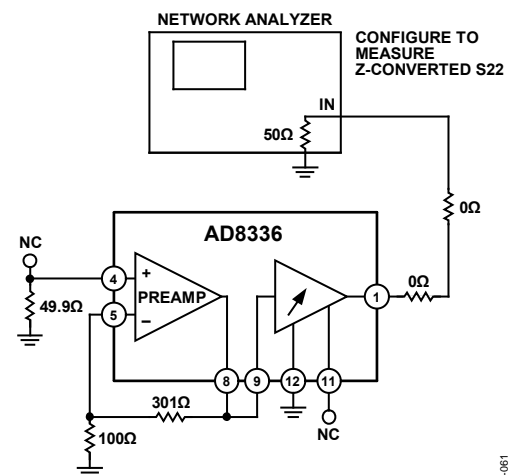 NETWORK ANALYZER
CONFIGURE TO
MEASURE
Z-CONVERTED S22
IN
50Ω
0Ω
AD8336
NC
4
+
PREAMP
1
0Ω
49.9Ω
5
–
8
9
12
11
301Ω
NC
100Ω
-061